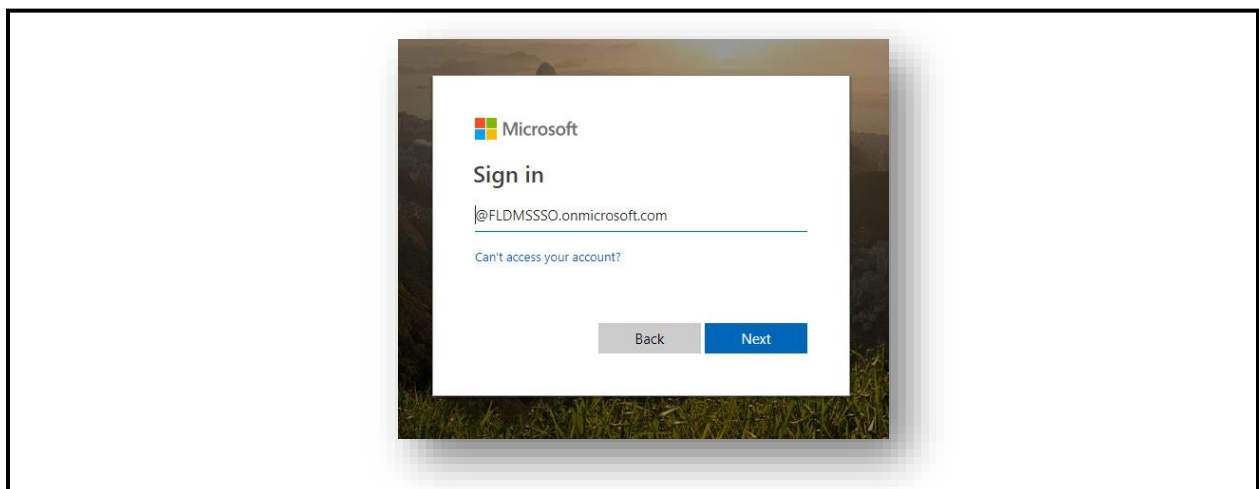 Microsoft
Sign in
@FLDMSSSO.onmicrosoft.com
Can't access your account?
Back Next